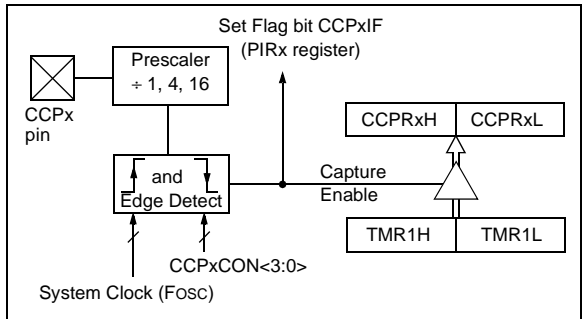 Set Flag bit CCPxIF
(PIRx register)
Prescaler
÷ 1, 4, 16
CCPx
pin
CCPRxH
CCPRxL
and
Edge Detect
Capture
Enable
TMR1H
TMR1L
CCPxCON<3:0>
System Clock (FOSC)